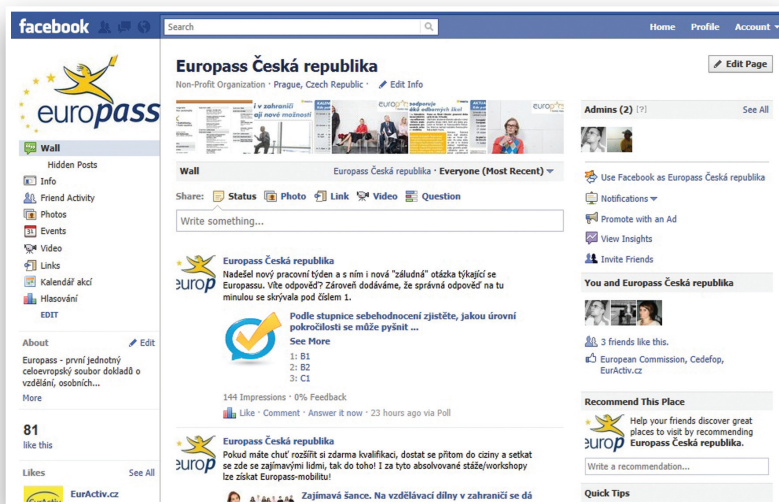 facebook
Search
Home Profile Account
europass
Wall
Hidden Posts
Info
Friend Activity
Photos
Events
Video
Links
Kalendář akcí
Hlasování
EDIT
About Edit
Europass - první jednotný
celoevropský soubor dokladů o
vzdělání, osobních...
More
81
like this
Likes See All
EurActiv.cz
Europass Česká republika
Non-Profit Organization · Prague, Czech Republic · Edit Info
i v zahraničí
Wall Europass Česká republika · Everyone (Most Recent)
Share: Status Photo Link Video Question
Write something...
europ
Europass Česká republika
Nadešel nový pracovní týden a s ním i nová "záludná" otázka týkající se
Europassu. Víte odpověď? Zároveň dodáváme, že správná odpověď na tu
minulou se skrývala pod číslem 1.
Podle stupnice sebehodnocení zjistěte, jakou úrovní
pokročilosti se může pyšnit ...
See More
1: B1
2: B2
3: C1
144 Impressions · 0% Feedback
Like · Comment · Answer it now · 23 hours ago via Poll
europ
Europass Česká republika
Pokud máte chuť rozšířit si zdarma kvalifikaci, dostat se přitom do ciziny a setkat
se zde se zajímavými lidmi, tak do toho! I za tyto absolvované stáže/workshopy
lze získat Europass-mobilitu!
Zajímavá šance. Na vzdělávací dílny v zahraničí se dá
Edit Page
Admins (2) [?] See All
Use Facebook as Europass Česká republika
Notifications
Promote with an Ad
View Insights
Invite Friends
You and Europass Česká republika
3 friends like this.
European Commission, Cedefop,
EurActiv.cz
Recommend This Place
europ
Help your friends discover great
places to visit by recommending
Europass Česká republika.
Write a recommendation...
Quick Tips